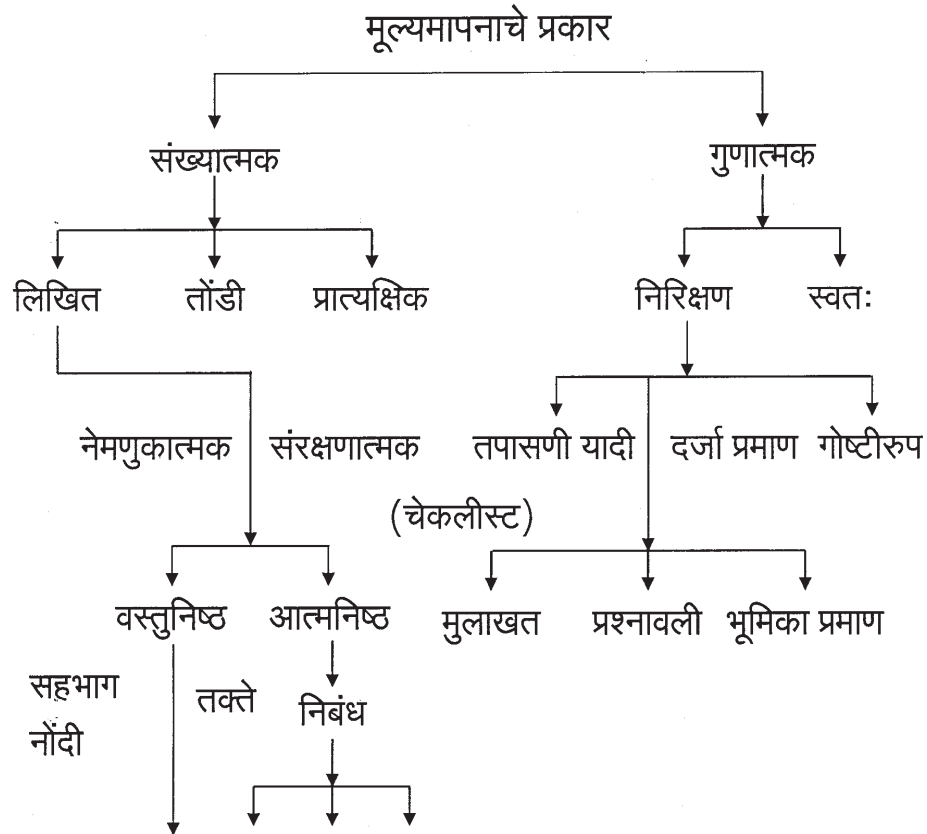 मूल्यमापनाचे प्रकार
संख्यात्मक गुणात्मक
लिखित तोंडी प्रात्यक्षिक निरिक्षण स्वतः
नेमणुकात्मक संरक्षणात्मक तपासणी यादी दर्जा प्रमाण गोष्टीरुप
(चेकलीस्ट)
वस्तुनिष्ठ आत्मनिष्ठ मुलाखत प्रश्नावली भूमिका प्रमाण
सहभाग तक्ते निबंध
नोंदी